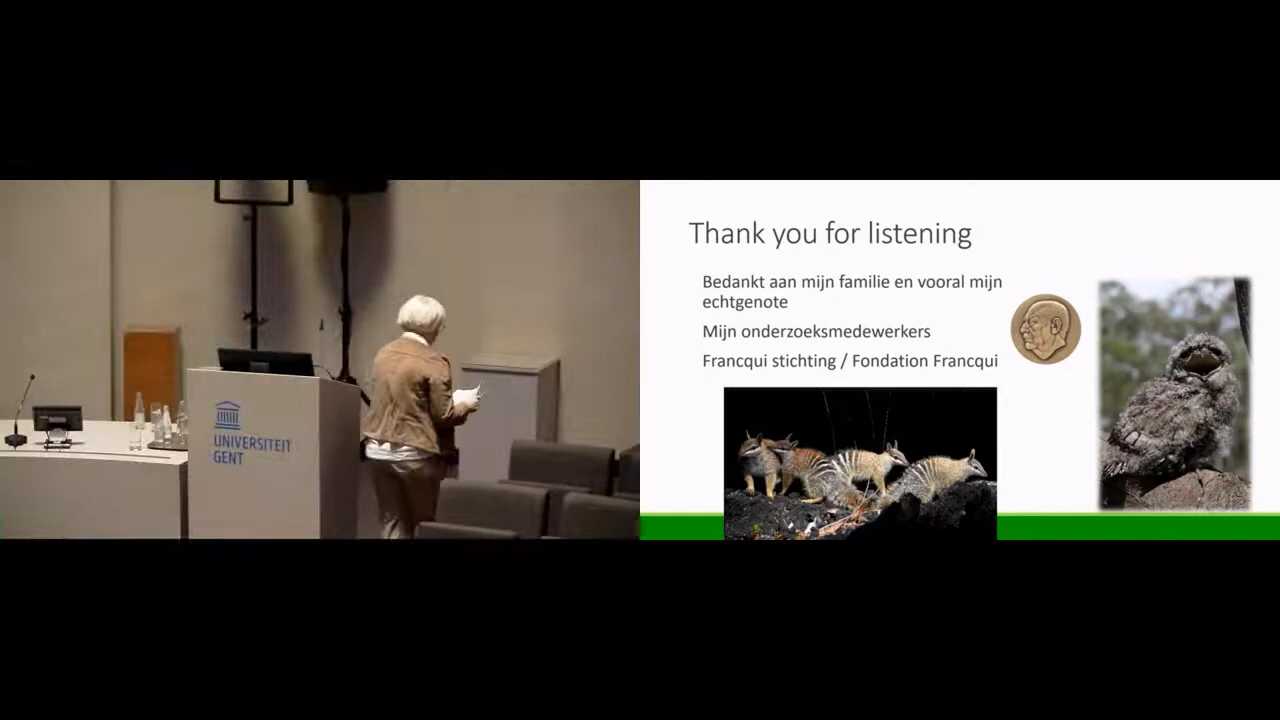 UNIVERSITEIT
GENT
Thank you for listening
Bedankt aan mijn familie en vooral mijn
echtgenote
Mijn onderzoeksmedewerkers
Francqui stichting / Fondation Francqui